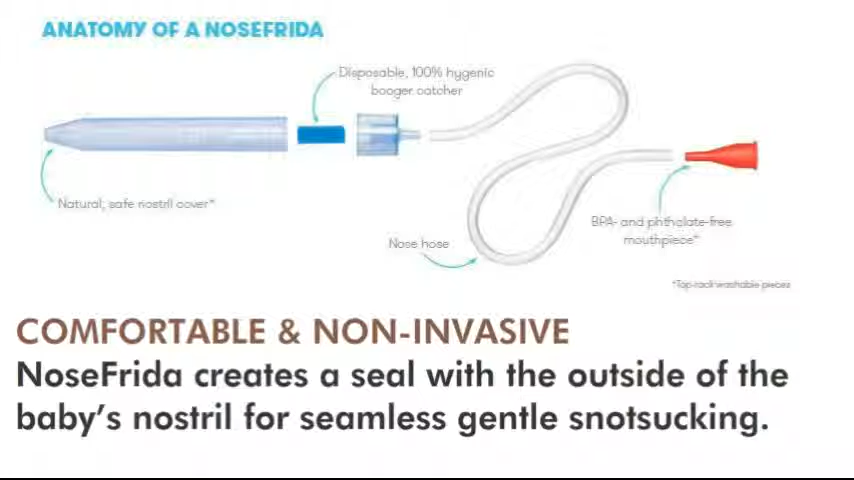 ANATOMY OF A NOSEFRIDA
Disposable, 100% hygenic
booger catcher
Natural, safe nostril cover*
Nose hose
BPA- and phthalate-free
mouthpiece*
*Top-rack washable pieces
COMFORTABLE & NON-INVASIVE
NoseFrida creates a seal with the outside of the
baby's nostril for seamless gentle snotsucking.